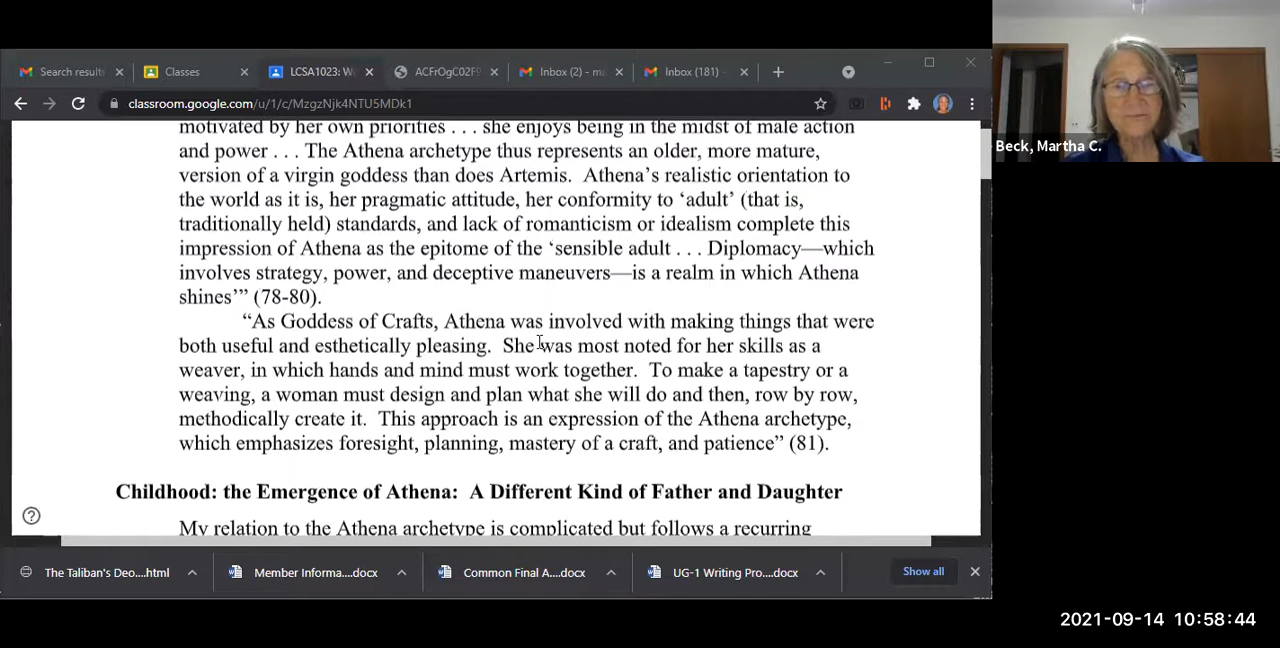 Search results
Classes
LCSA1023: W
ACFrOgC02F9
Inbox (2) - m
Inbox (181) -
classroom.google.com/u/1/c/MzgzNjk4NTU5MDk1
motivated by her own priorities . . . she enjoys being in the midst of male action
and power . . . The Athena archetype thus represents an older, more mature,
version of a virgin goddess than does Artemis.  Athena’s realistic orientation to
the world as it is, her pragmatic attitude, her conformity to ‘adult’ (that is,
traditionally held) standards, and lack of romanticism or idealism complete this
impression of Athena as the epitome of the ‘sensible adult . . . Diplomacy—which
involves strategy, power, and deceptive maneuvers—is a realm in which Athena
shines’” (78-80).
“As Goddess of Crafts, Athena was involved with making things that were
both useful and esthetically pleasing.  She was most noted for her skills as a
weaver, in which hands and mind must work together.  To make a tapestry or a
weaving, a woman must design and plan what she will do and then, row by row,
methodically create it.  This approach is an expression of the Athena archetype,
which emphasizes foresight, planning, mastery of a craft, and patience” (81).
Childhood: the Emergence of Athena:  A Different Kind of Father and Daughter
My relation to the Athena archetype is complicated but follows a recurring
The Taliban's Deo....html
Member Informa....docx
Common Final A....docx
UG-1 Writing Pro....docx
Show all
Beck, Martha C.
2021-09-14 10:58:44